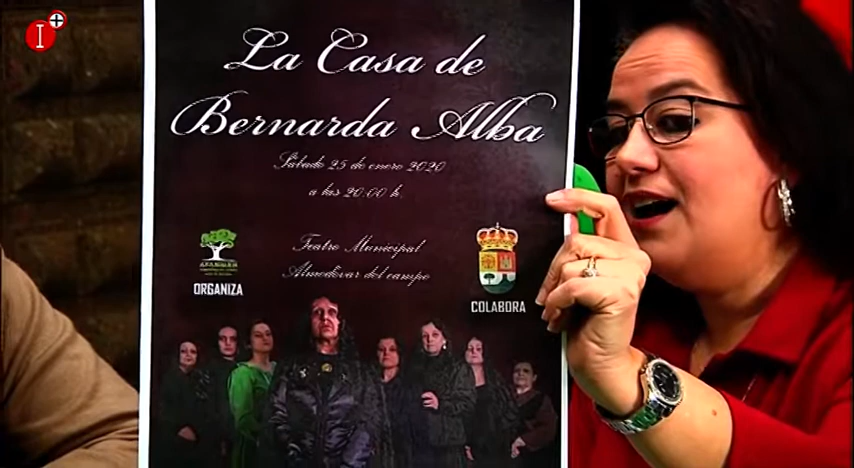 La Casa de
Bernarda Alba
Sábado 25 de enero 2020
a las 20:00 h.
Teatro Municipal
Almodóvar del campo
ORGANIZA
COLABORA